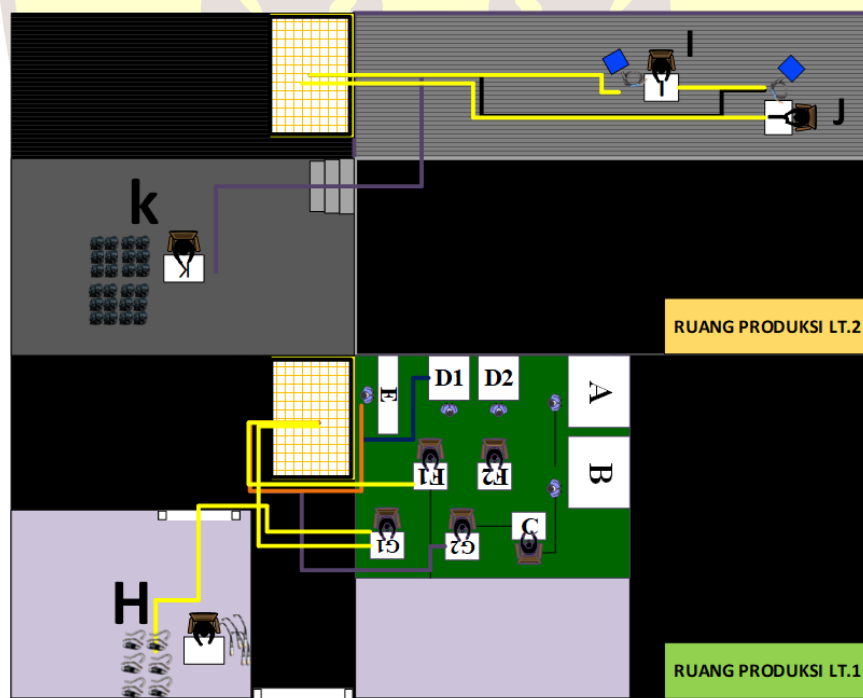 I
J
J
k
K
RUANG PRODUKSI LT.2
E
D1
D2
A
F1
F2
B
G1
G2
C
H
RUANG PRODUKSI LT.1